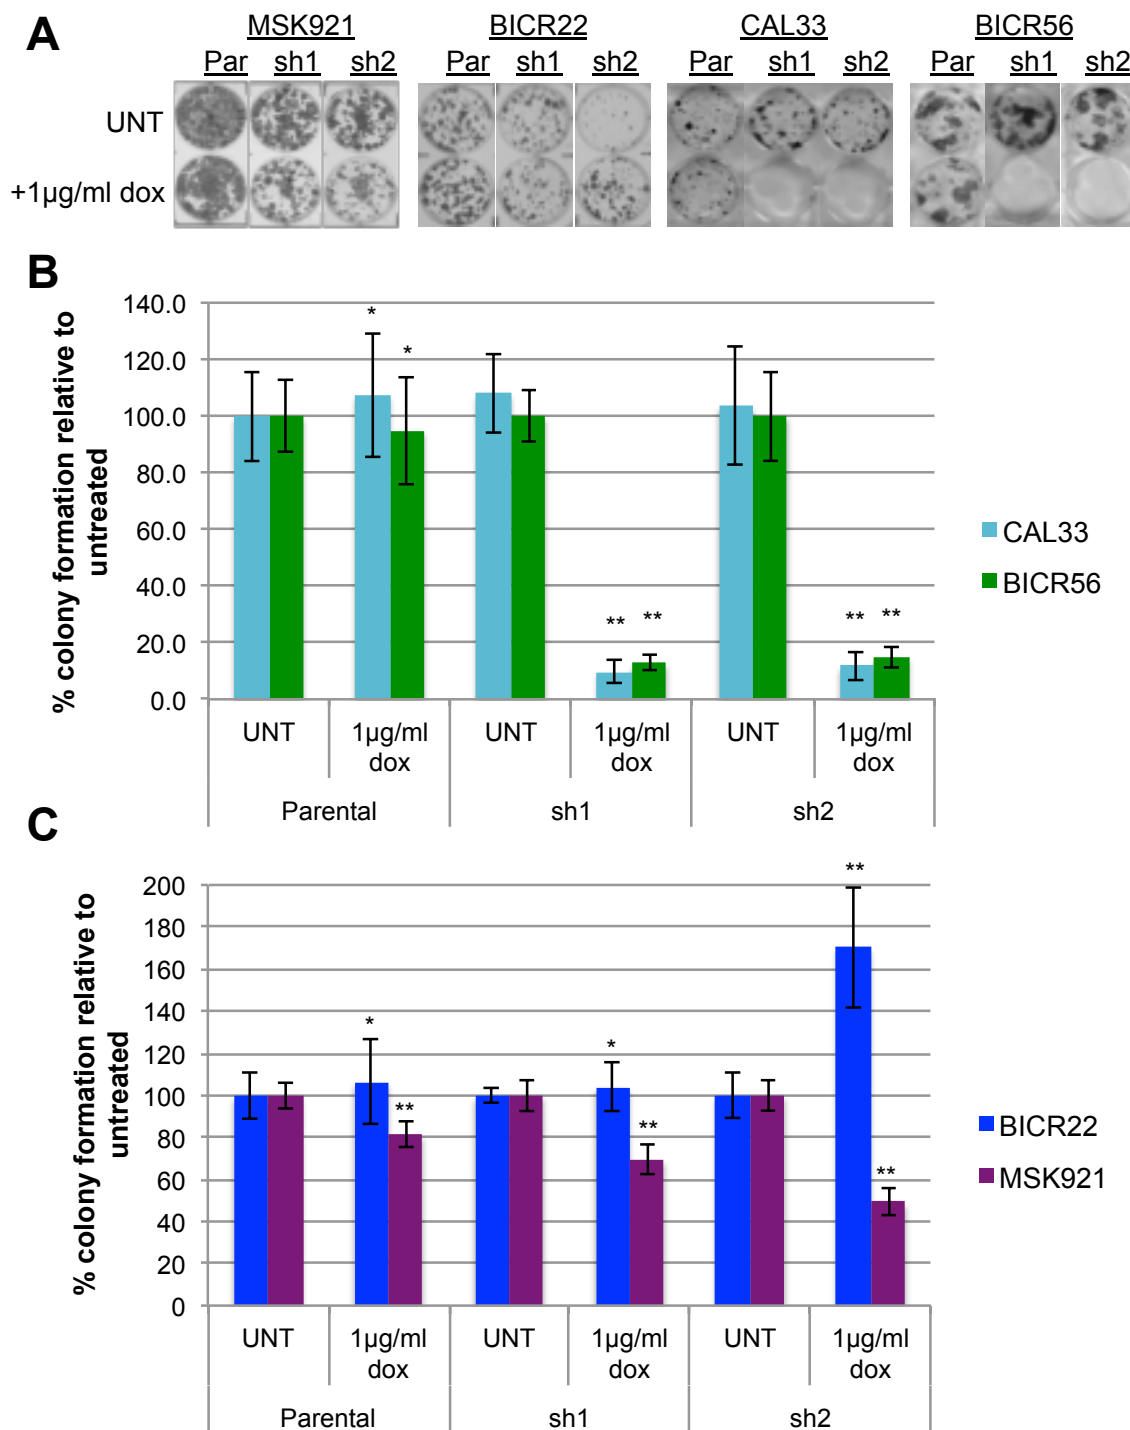 A
MSK921 BICR22 CAL33 BICR56
Par sh1 sh2 Par sh1 sh2 Par sh1 sh2 Par sh1 sh2
UNT
+1µg/ml dox
B
% colony formation relative to
untreated
140.0
120.0
100.0
80.0
60.0
40.0
20.0
0.0
* * ** ** ** **
UNT 1µg/ml dox UNT 1µg/ml dox UNT 1µg/ml dox
Parental sh1 sh2
CAL33
BICR56
C
% colony formation relative to
untreated
200
180
160
140
120
100
80
60
40
20
0
* ** * ** ** **
UNT 1µg/ml dox UNT 1µg/ml dox UNT 1µg/ml dox
Parental sh1 sh2
BICR22
MSK921